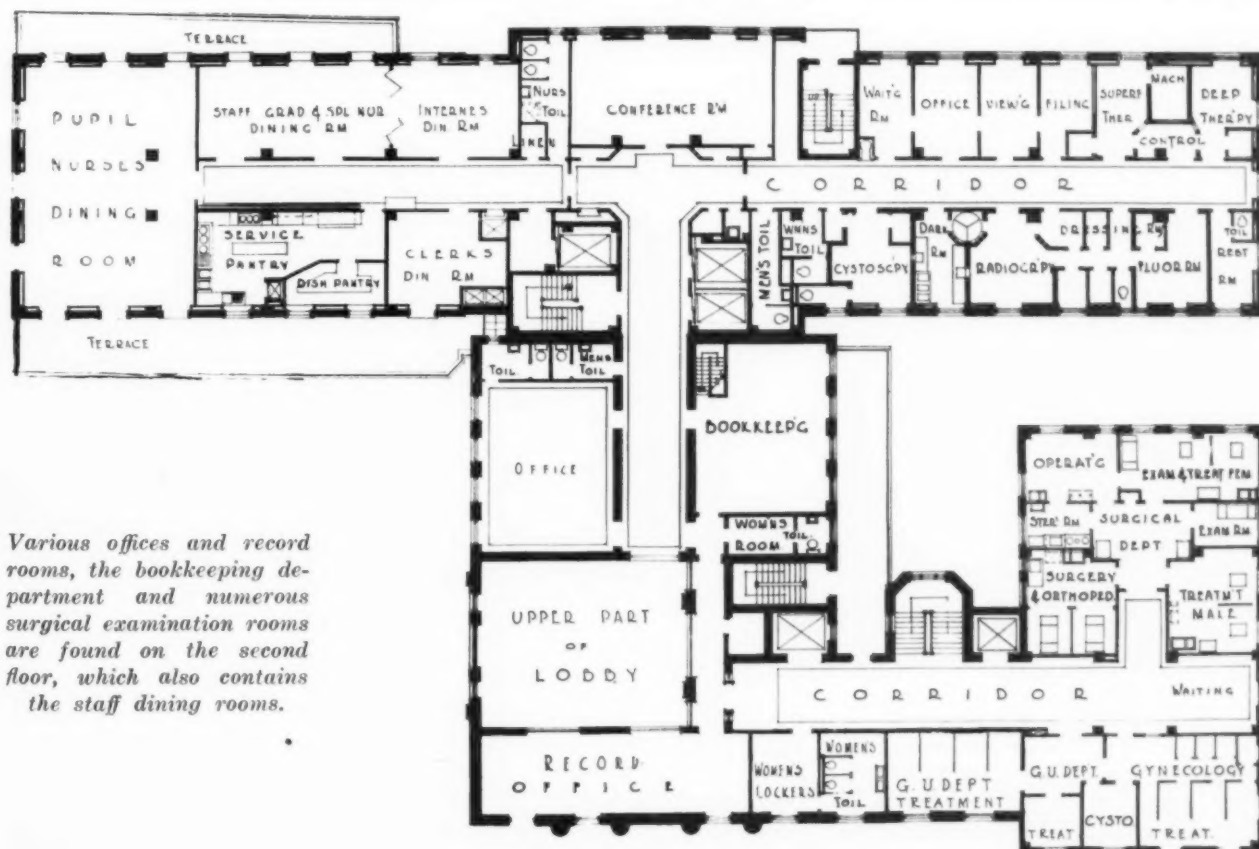 TERRACE
PUPIL
NURSES
DINING
ROOM
STAFF GRAD & SPL NUR
DINING RM
INTERNES
DIN. RM
NURS
TOIL
LINEN
CONFERENCE R'M
UP
WAIT'G
RM
OFFICE
VIEW'G
FILING
SUPERF
THER
MACH
DEEP
THER'PY
CONTROL
CORRIDOR
SERVICE
PANTRY
DISH PANTRY
CLERKS
DIN RM
MEN'S TOIL
WMNS
TOIL
CYSTOSC'PY
DARK
RM
RADIOGR'PY
DRESSING RM
FLUOR RM
TOIL
REST
RM
TERRACE
TOIL
MENS
TOIL
OFFICE
BOOKKEEP'G
WOMN'S
ROOM
TOIL
OPERAT'G
EXAM & TREAT FEM
STER. RM
SURGICAL
DEPT
EXAM RM
SURGERY
& ORTHOPED
TREATM'T
MALE
Various offices and record
rooms, the bookkeeping de-
partment and numerous
surgical examination rooms
are found on the second
floor, which also contains
the staff dining rooms.
UPPER PART
OF
LOBBY
CORRIDOR
WAITING
RECORD
OFFICE
WOMENS
LOCKERS
WOMEN'S
TOIL
G.U. DEPT
TREATMENT
G.U. DEPT.
TREAT
CYSTO.
GYNECOLOGY
TREAT.